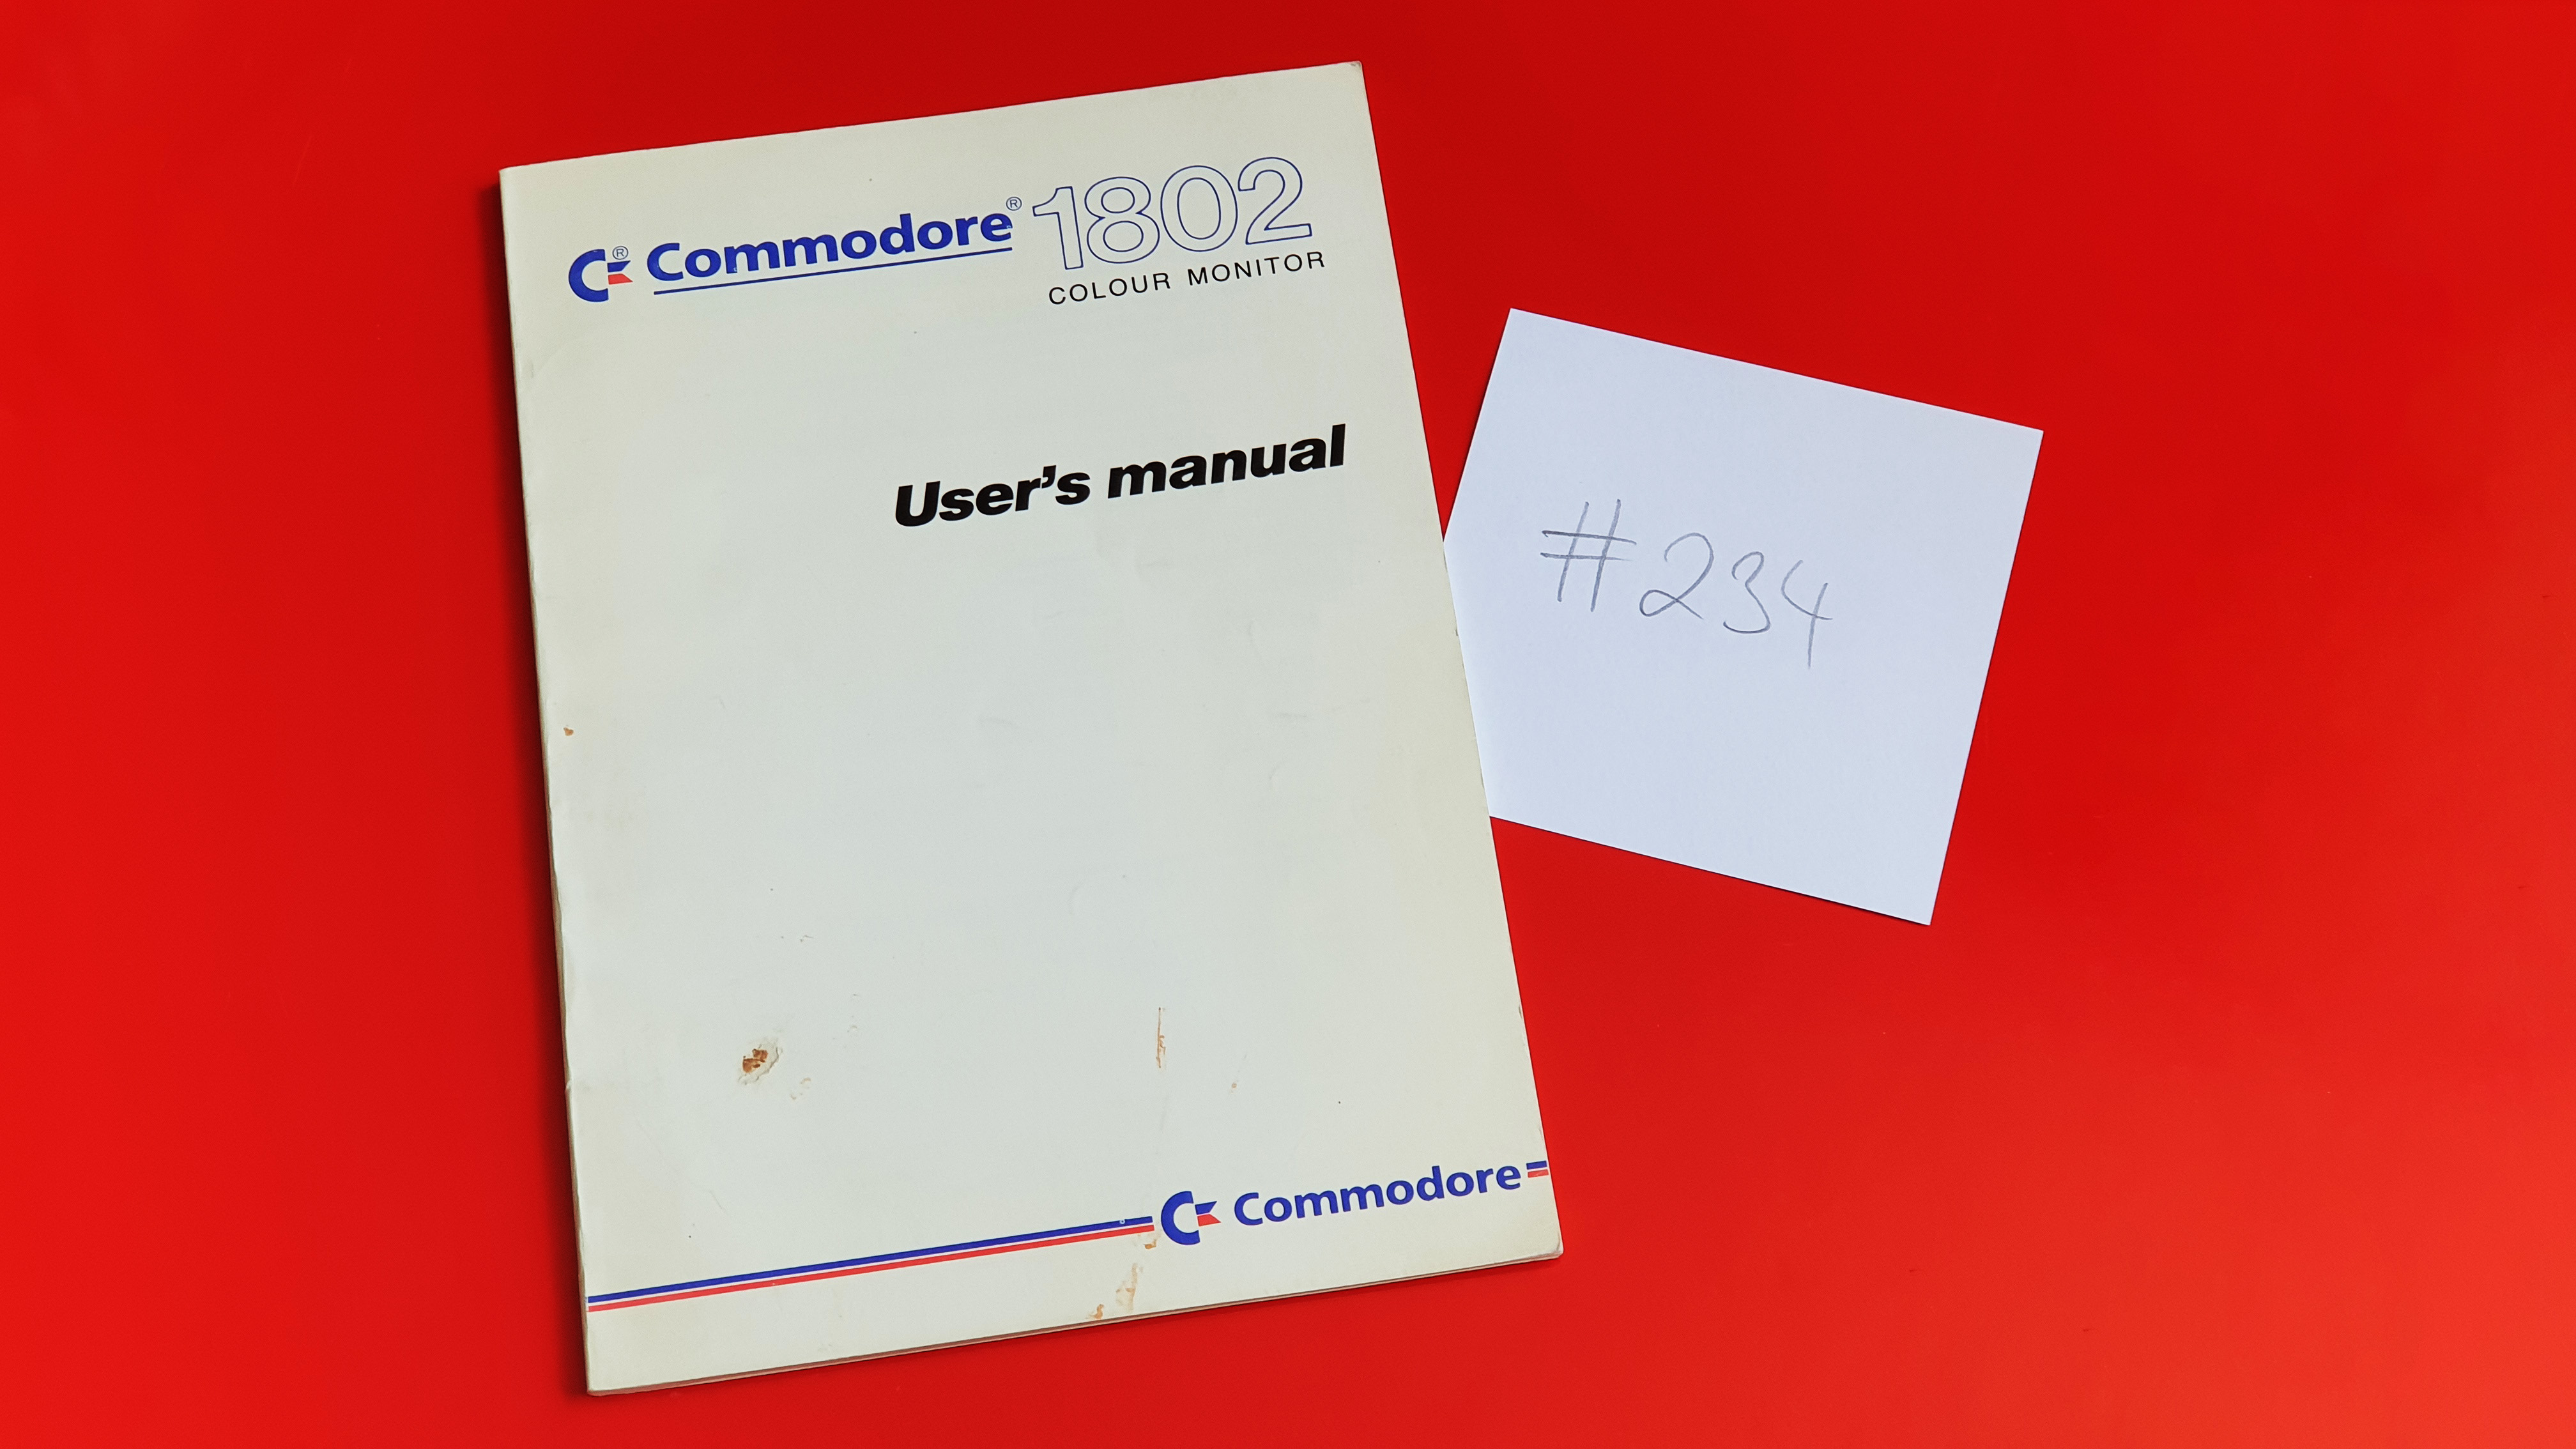 Commodore® 1802
COLOUR MONITOR
User's manual
#234
Commodore